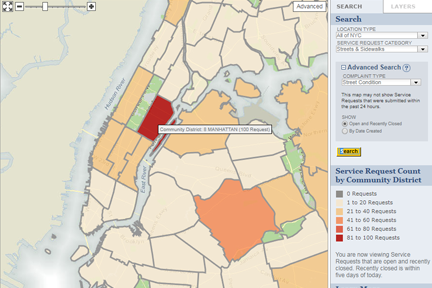 Advanced
Hudson River
East River
Community District: 8 MANHATTAN (100 Request)
SEARCH
LAYERS
Search
LOCATION TYPE
All of NYC
SERVICE REQUEST CATEGORY
Streets & Sidewalks
Advanced Search
COMPLAINT TYPE
Street Condition
This map may not show Service
Requests that were submitted within
the past 24 hours.
SHOW
Open and Recently Closed
By Date Created
Search
Service Request Count
by Community District
0 Requests
1 to 20 Requests
21 to 40 Requests
41 to 60 Requests
61 to 80 Requests
81 to 100 Requests
You are now viewing Service
Requests that are open and recently
closed. Recently closed is within
five days of today.